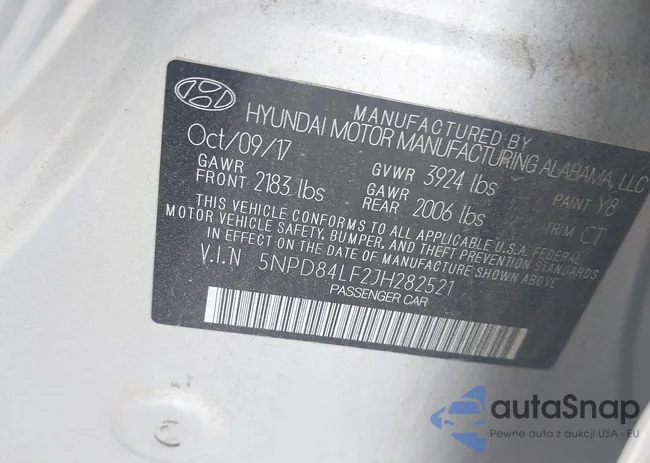 MANUFACTURED BY
HYUNDAI MOTOR MANUFACTURING ALABAMA, LLC
Oct/09/17
GVWR 3924 lbs
PAINT Y8
GAWR
FRONT 2183 lbs
GAWR
REAR 2006 lbs
TRIM CT
THIS VEHICLE CONFORMS TO ALL APPLICABLE U.S.A. FEDERAL
MOTOR VEHICLE SAFETY, BUMPER, AND THEFT PREVENTION STANDARDS
IN EFFECT ON THE DATE OF MANUFACTURE SHOWN ABOVE
V.I.N 5NPD84LF2JH282521
PASSENGER CAR
autaSnap
Pewne auta z aukcji USA i EU